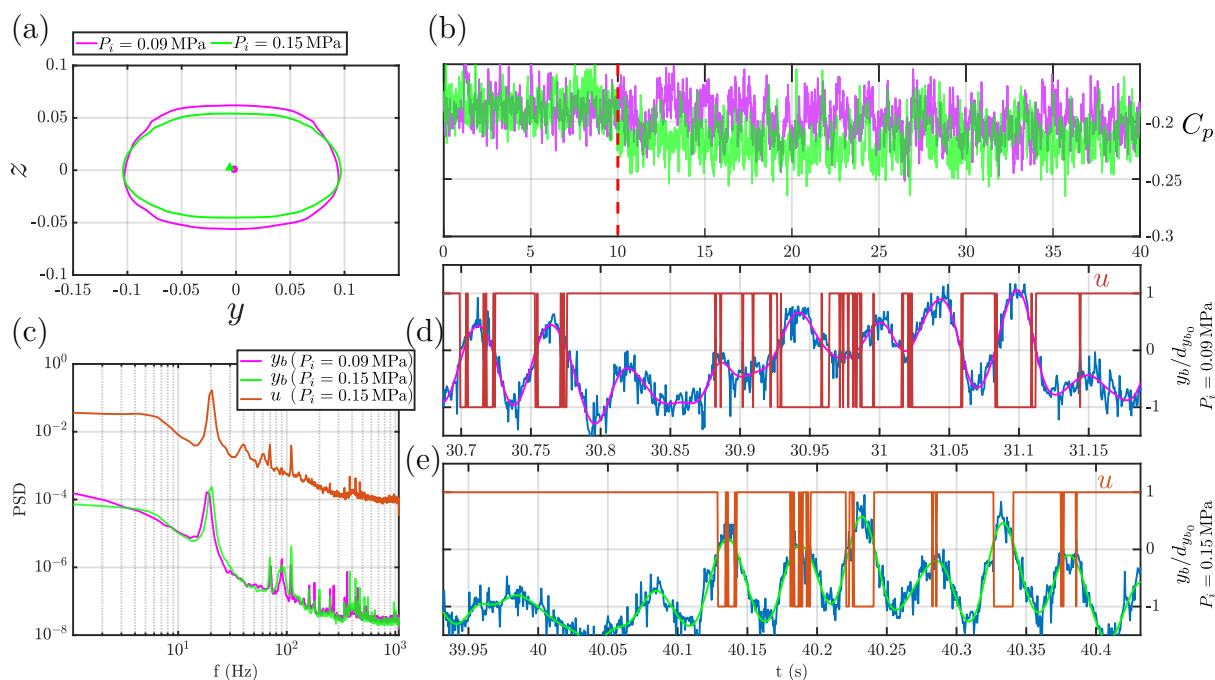 (a)
P_i = 0.09 MPa P_i = 0.15 MPa
0.1
0.05
0
-0.05
-0.1
z
-0.15 -0.1 -0.05 0 0.05 0.1
y
(b)
-0.2 C_p
-0.25
-0.3
0 5 10 15 20 25 30 35 40
(c)
y_b (P_i = 0.09 MPa)
y_b (P_i = 0.15 MPa)
u (P_i = 0.15 MPa)
10^0
10^-2
10^-4
10^-6
10^-8
PSD
10^1 10^2 10^3
f (Hz)
(d)
u
1
0
-1
y_b/d_{y_{b_0}}
P_i = 0.09 MPa
30.7 30.75 30.8 30.85 30.9 30.95 31 31.05 31.1 31.15
(e)
u
1
0
-1
y_b/d_{y_{b_0}}
P_i = 0.15 MPa
39.95 40 40.05 40.1 40.15 40.2 40.25 40.3 40.35 40.4
t (s)